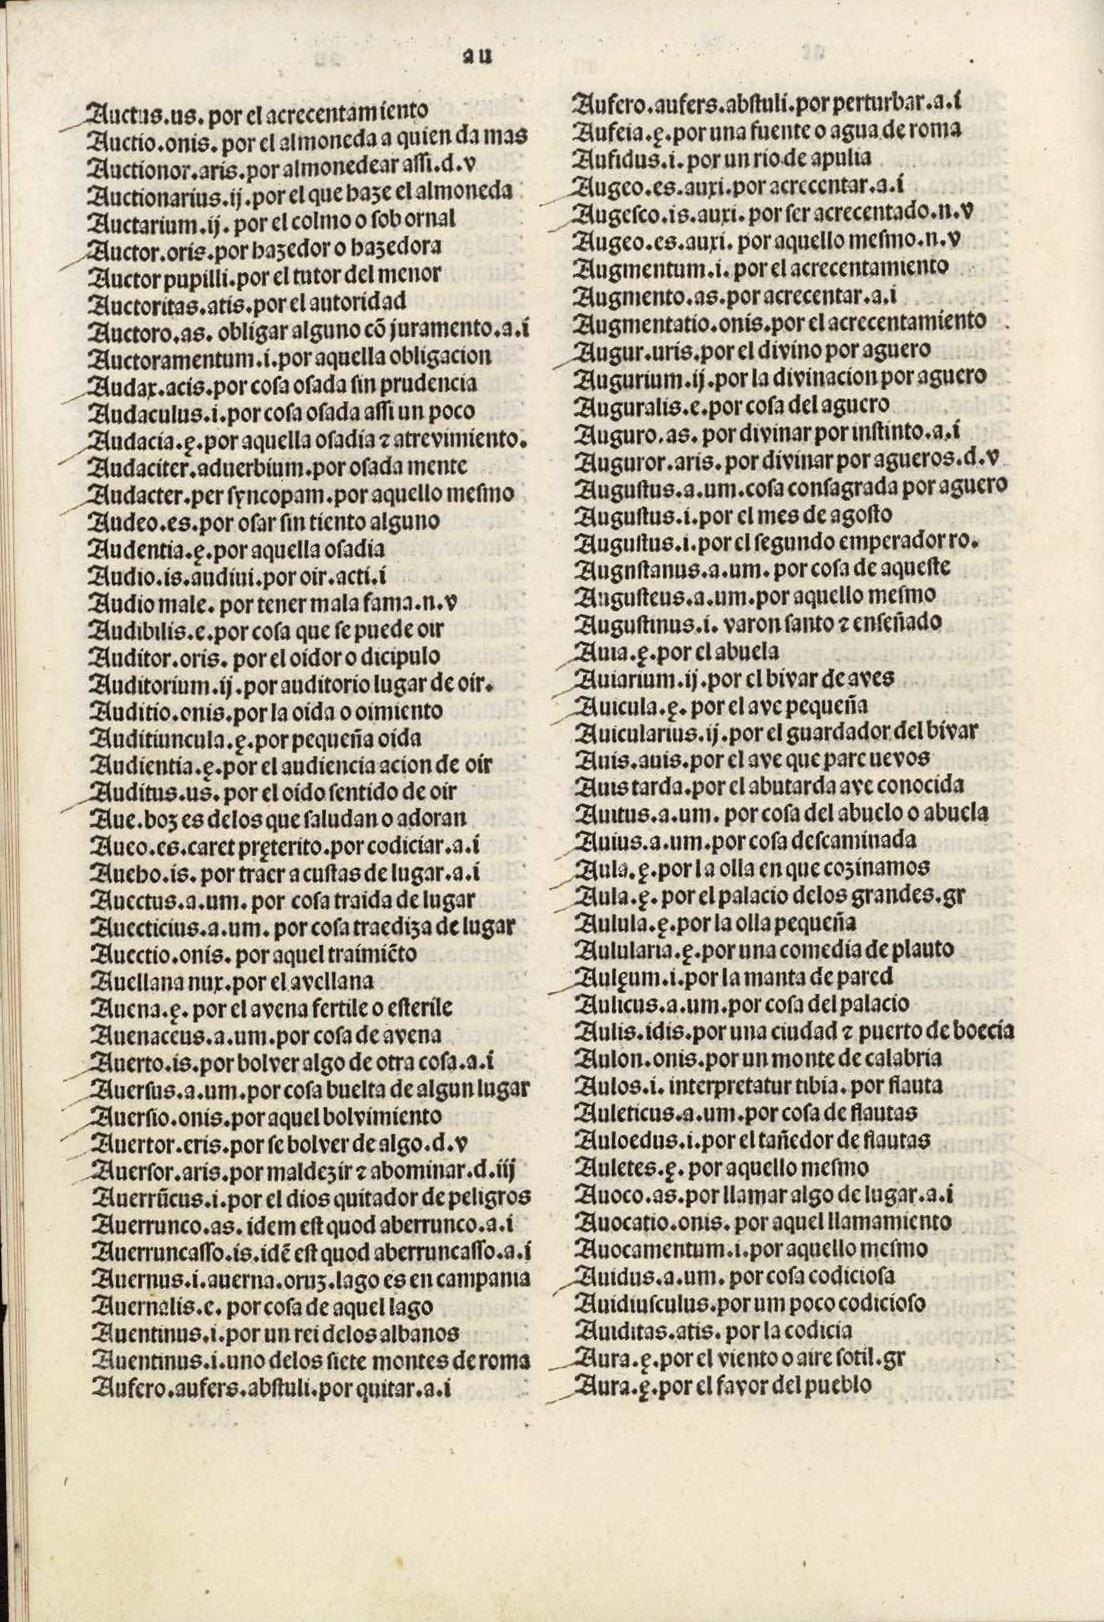 au
Auctus.us. por el acrecentamiento
Auctio.onis. por el almoneda a quien da mas
Auctionor.aris.por almonedear assi.d.v
Auctionarius.ij.por el que haze el almoneda
Auctarium.ij. por el colmo o sob ornal
Auctor.oris.por hazedor o hazedora
Auctor pupilli.por el tutor del menor
Auctoritas.atis.por el autoridad
Auctoro.as. obligar alguno cō juramento.a.i
Auctoramentum.i.por aquella obligacion
Audax.acis.por cosa osada sin prudencia
Audaculus.i.por cosa osada assi un poco
Audacia.ę.por aquella osadia ⁊ atrevimiento.
Audaciter.aduerbium.por osada mente
Audacter.per syncopam.por aquello mesmo
Audeo.es.por osar sin tiento alguno
Audentia.ę.por aquella osadia
Audio.is.audiui.por oir.acti.i
Audio male. por tener mala fama.n.v
Audibilis.e.por cosa que se puede oir
Auditor.oris. por el oidor o dicipulo
Auditorium.ij.por auditorio lugar de oir.
Auditio.onis.por la oida o oimiento
Auditiuncula.ę.por pequeña oida
Audientia.ę.por el audiencia acion de oir
Auditus.us. por el oido sentido de oir
Aue.boz es delos que saludan o adoran
Aueo.es.caret pręterito.por codiciar.a.i
Aueho.is. por traer a cuestas de lugar.a.i
Auectus.a.um. por cosa traida de lugar
Auecticius.a.um. por cosa traediza de lugar
Auectio.onis. por aquel traimiēto
Auellana nux.por el avellana
Auena.ę. por el avena fertile o esterile
Auenaceus.a.um.por cosa de avena
Auerto.is.por bolver algo de otra cosa.a.i
Auersus.a.um.por cosa buelta de algun lugar
Auersio.onis.por aquel bolvimiento
Auertor.eris.por se bolver de algo.d.v
Auersor.aris.por maldezir ⁊ abominar.d.iij
Auerrūcus.i.por el dios quitador de peligros
Auerrunco.as. idem est quod aberrunco.a.i
Auerruncasso.is.idē est quod aberruncasso.a.i
Auernus.i.auerna.oruz.lago es en campania
Auernalis.e. por cosa de aquel lago
Auentinus.i.por un rei delos albanos
Auentinus.i.uno delos siete montes de roma
Aufero.aufers.abstuli.por quitar.a.i
Aufero.aufers.abstuli.por perturbar.a.i
Aufeia.ę.por una fuente o agua de roma
Aufidus.i.por un rio de apulia
Augeo.es.auxi.por acrecentar.a.i
Augesco.is.auxi.por ser acrecentado.n.v
Augeo.es.auxi. por aquello mesmo.n.v
Augmentum.i. por el acrecentamiento
Augmento.as.por acrecentar.a.i
Augmentatio.onis.por el acrecentamiento
Augur.uris.por el divino por aguero
Augurium.ij.por la divinacion por aguero
Auguralis.e.por cosa del aguero
Auguro.as. por divinar por instinto.a.i
Auguror.aris.por divinar por agueros.d.v
Augustus.a.um.cosa consagrada por aguero
Augustus.i.por el mes de agosto
Augustus.i.por el segundo emperador ro.
Augnstanus.a.um. por cosa de aqueste
Augusteus.a.um.por aquello mesmo
Augustinus.i. varon santo ⁊ enseñado
Auia.ę.por el abuela
Auiarium.ij.por el bivar de aves
Auicula.ę. por el ave pequeña
Auicularius.ij.por el guardador del bivar
Auis.auis.por el ave que pare uevos
Auis tarda.por el abutarda ave conocida
Auitus.a.um. por cosa del abuelo o abuela
Auius.a.um.por cosa descaminada
Aula.ę.por la olla en que cozinamos
Aula.ę.por el palacio delos grandes.gr
Aulula.ę.por la olla pequeña
Aulularia.ę.por una comedia de plauto
Aulęum.i.por la manta de pared
Aulicus.a.um.por cosa del palacio
Aulis.idis.por una ciudad ⁊ puerto de boecia
Aulon.onis.por un monte de calabria
Aulos.i. interpretatur tibia.por flauta
Auleticus.a.um.por cosa de flautas
Auloedus.i.por el tañedor de flautas
Auletes.ę. por aquello mesmo
Auoco.as.por llamar algo de lugar.a.i
Auocatio.onis. por aquel llamamiento
Auocamentum.i.por aquello mesmo
Auidus.a.um. por cosa codiciosa
Auidiusculus.por um poco codicioso
Auiditas.atis. por la codicia
Aura.ę.por el viento o aire sotil.gr
Aura.ę.por el favor del pueblo